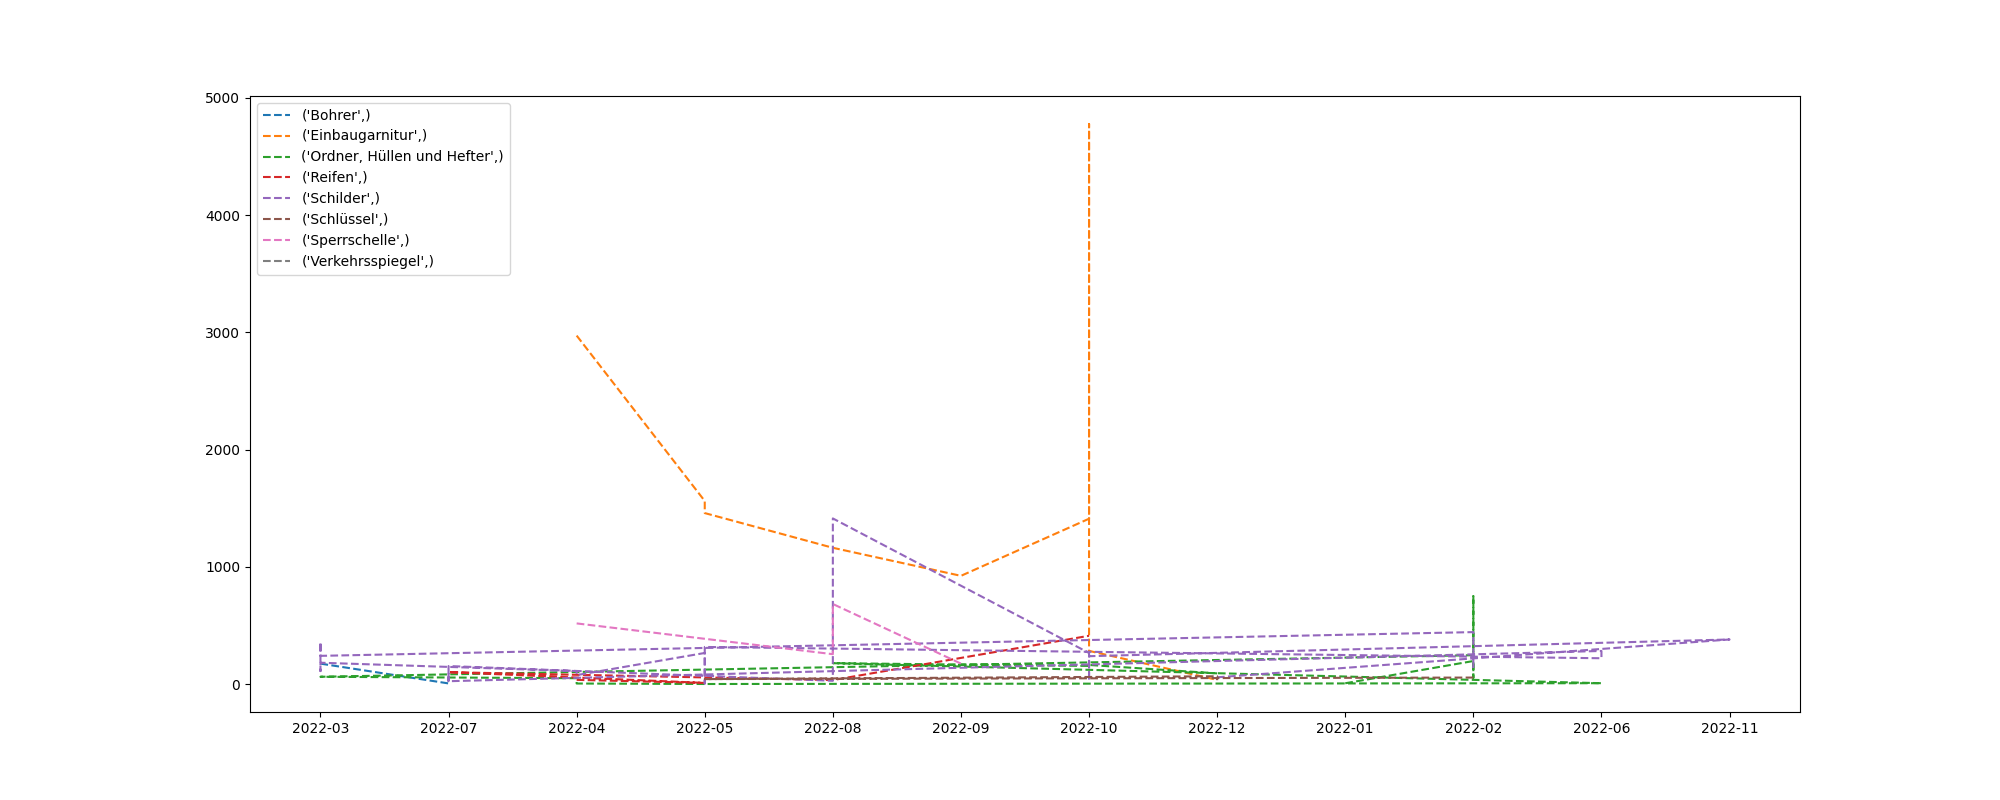 5000
4000
3000
2000
1000
0
('Bohrer',)
('Einbaugarnitur',)
('Ordner, Hüllen und Hefter',)
('Reifen',)
('Schilder',)
('Schlüssel',)
('Sperrschelle',)
('Verkehrsspiegel',)
2022-03 2022-07 2022-04 2022-05 2022-08 2022-09 2022-10 2022-12 2022-01 2022-02 2022-06 2022-11